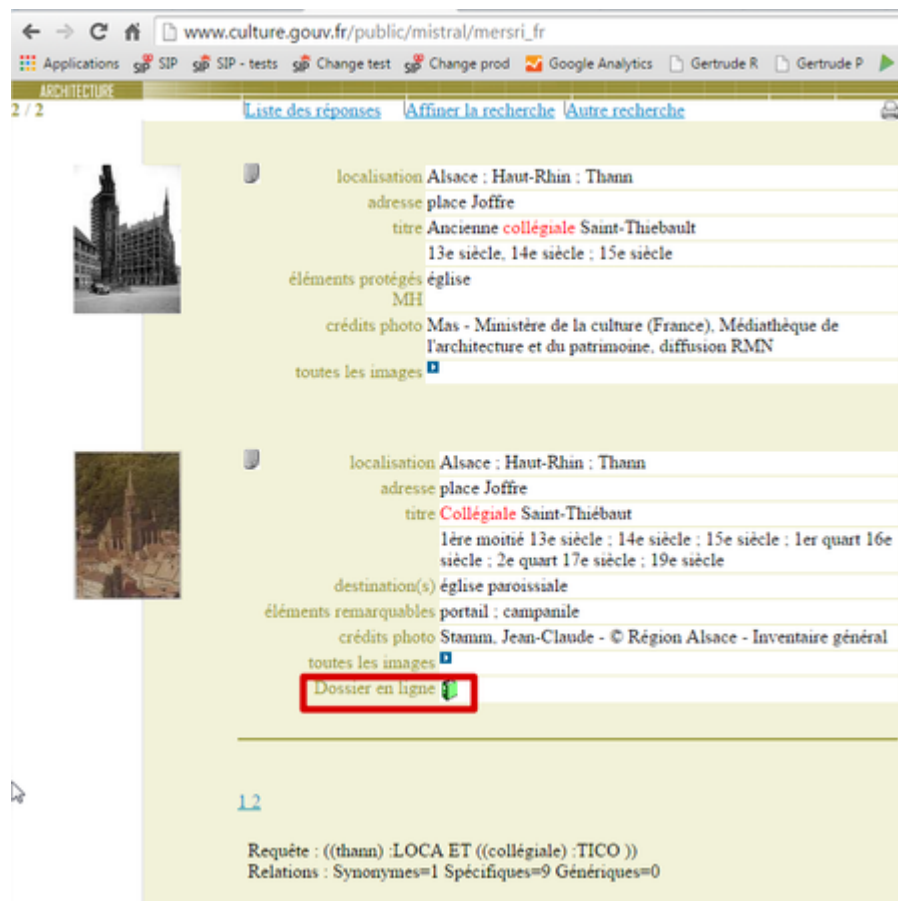 www.culture.gouv.fr/public/mistral/mersri_fr
Applications SIP SIP - tests Change test Change prod Google Analytics Gertrude R Gertrude P
ARCHITECTURE
2 / 2 Liste des réponses Affiner la recherche Autre recherche
localisation Alsace ; Haut-Rhin ; Thann
adresse place Joffre
titre Ancienne collégiale Saint-Thiebault
13e siècle, 14e siècle ; 15e siècle
éléments protégés église
MH
crédits photo Mas - Ministère de la culture (France), Médiathèque de
l'architecture et du patrimoine, diffusion RMN
toutes les images
localisation Alsace ; Haut-Rhin ; Thann
adresse place Joffre
titre Collégiale Saint-Thiébaut
1ère moitié 13e siècle ; 14e siècle ; 15e siècle ; 1er quart 16e
siècle ; 2e quart 17e siècle ; 19e siècle
destination(s) église paroissiale
éléments remarquables portail ; campanile
crédits photo Stamm, Jean-Claude - © Région Alsace - Inventaire général
toutes les images
Dossier en ligne
1 2
Requête : ((thann) :LOCA ET ((collégiale) :TICO ))
Relations : Synonymes=1 Spécifiques=9 Génériques=0